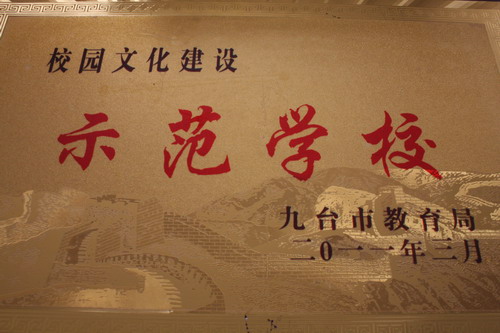 校园文化建设
示范学校
九台市教育局
二〇一一年三月